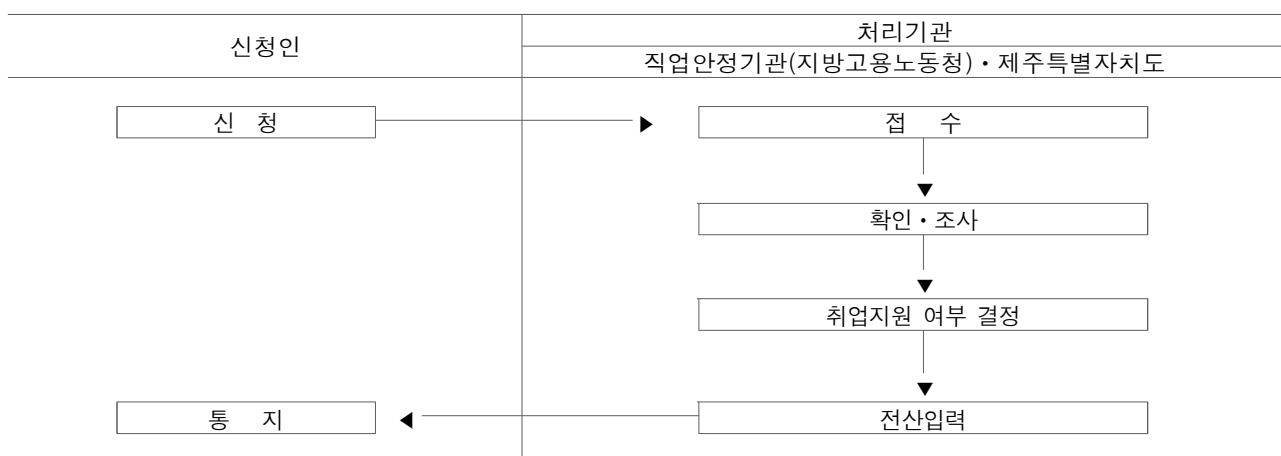 신청인
처리기관
직업안정기관(지방고용노동청)・제주특별자치도
신 청
접 수
확인・조사
취업지원 여부 결정
통 지
전산입력